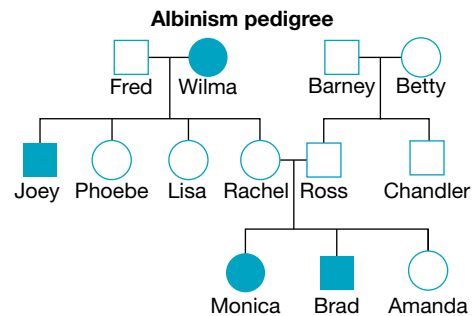 Albinism pedigree
Fred Wilma Barney Betty
Joey Phoebe Lisa Rachel Ross Chandler
Monica Brad Amanda